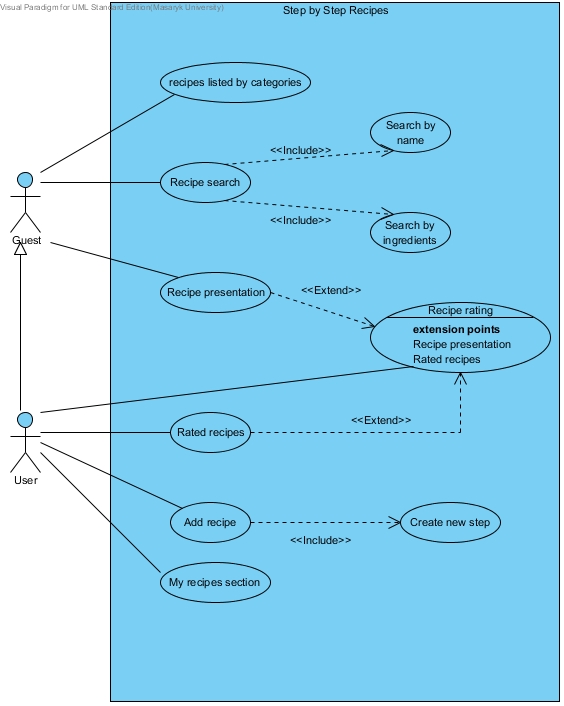 Visual Paradigm for UML Standard Edition(Masaryk University)
Step by Step Recipes
recipes listed by categories
Search by
name
<<Include>>
Recipe search
<<Include>>
Search by
ingredients
Guest
Recipe presentation
<<Extend>>
Recipe rating
extension points
Recipe presentation
Rated recipes
<<Extend>>
Rated recipes
User
Add recipe
Create new step
<<Include>>
My recipes section